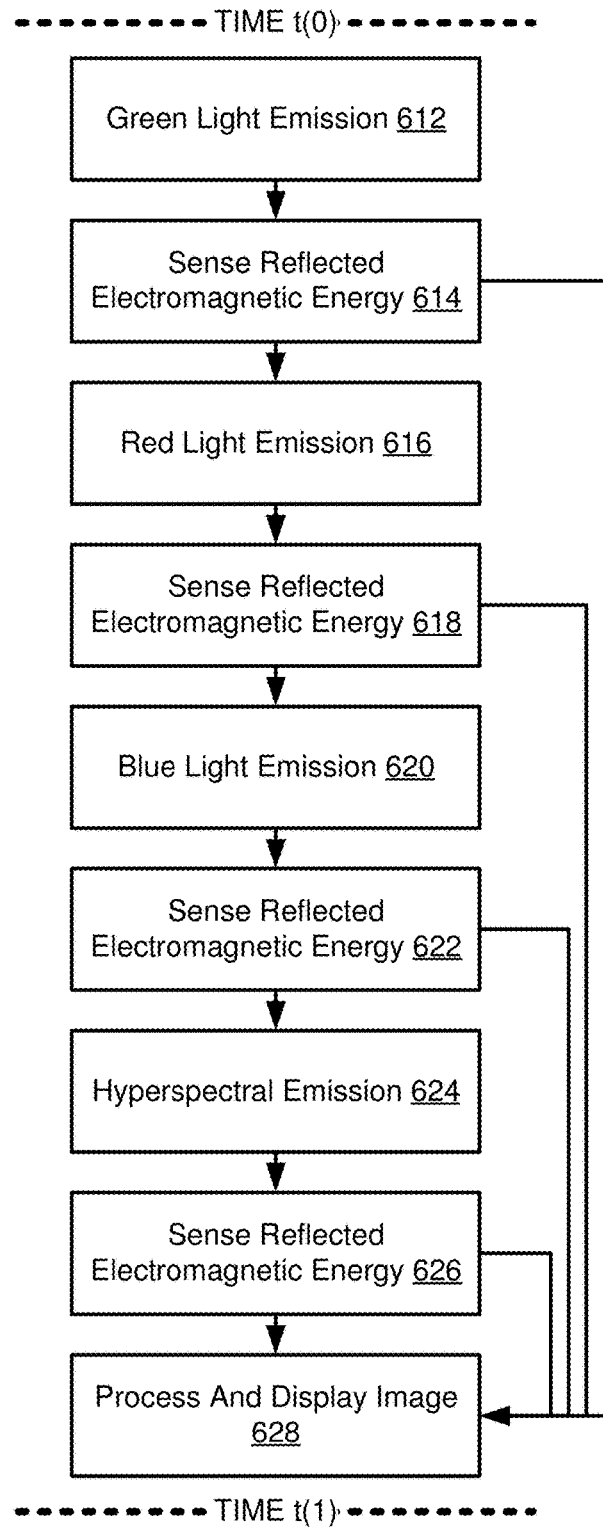 TIME t(0)
Green Light Emission 612
Sense Reflected
Electromagnetic Energy 614
Red Light Emission 616
Sense Reflected
Electromagnetic Energy 618
Blue Light Emission 620
Sense Reflected
Electromagnetic Energy 622
Hyperspectral Emission 624
Sense Reflected
Electromagnetic Energy 626
Process And Display Image
628
TIME t(1)